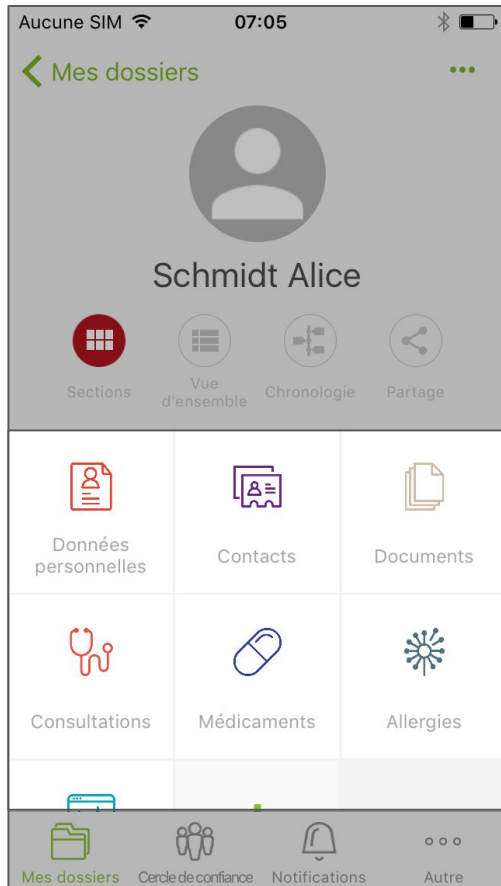 Aucune SIM 07:05
Mes dossiers
Schmidt Alice
Sections
Vue
d'ensemble
Chronologie
Partage
Données
personnelles
Contacts
Documents
Consultations
Médicaments
Allergies
Mes dossiers
Cercle de confiance
Notifications
Autre